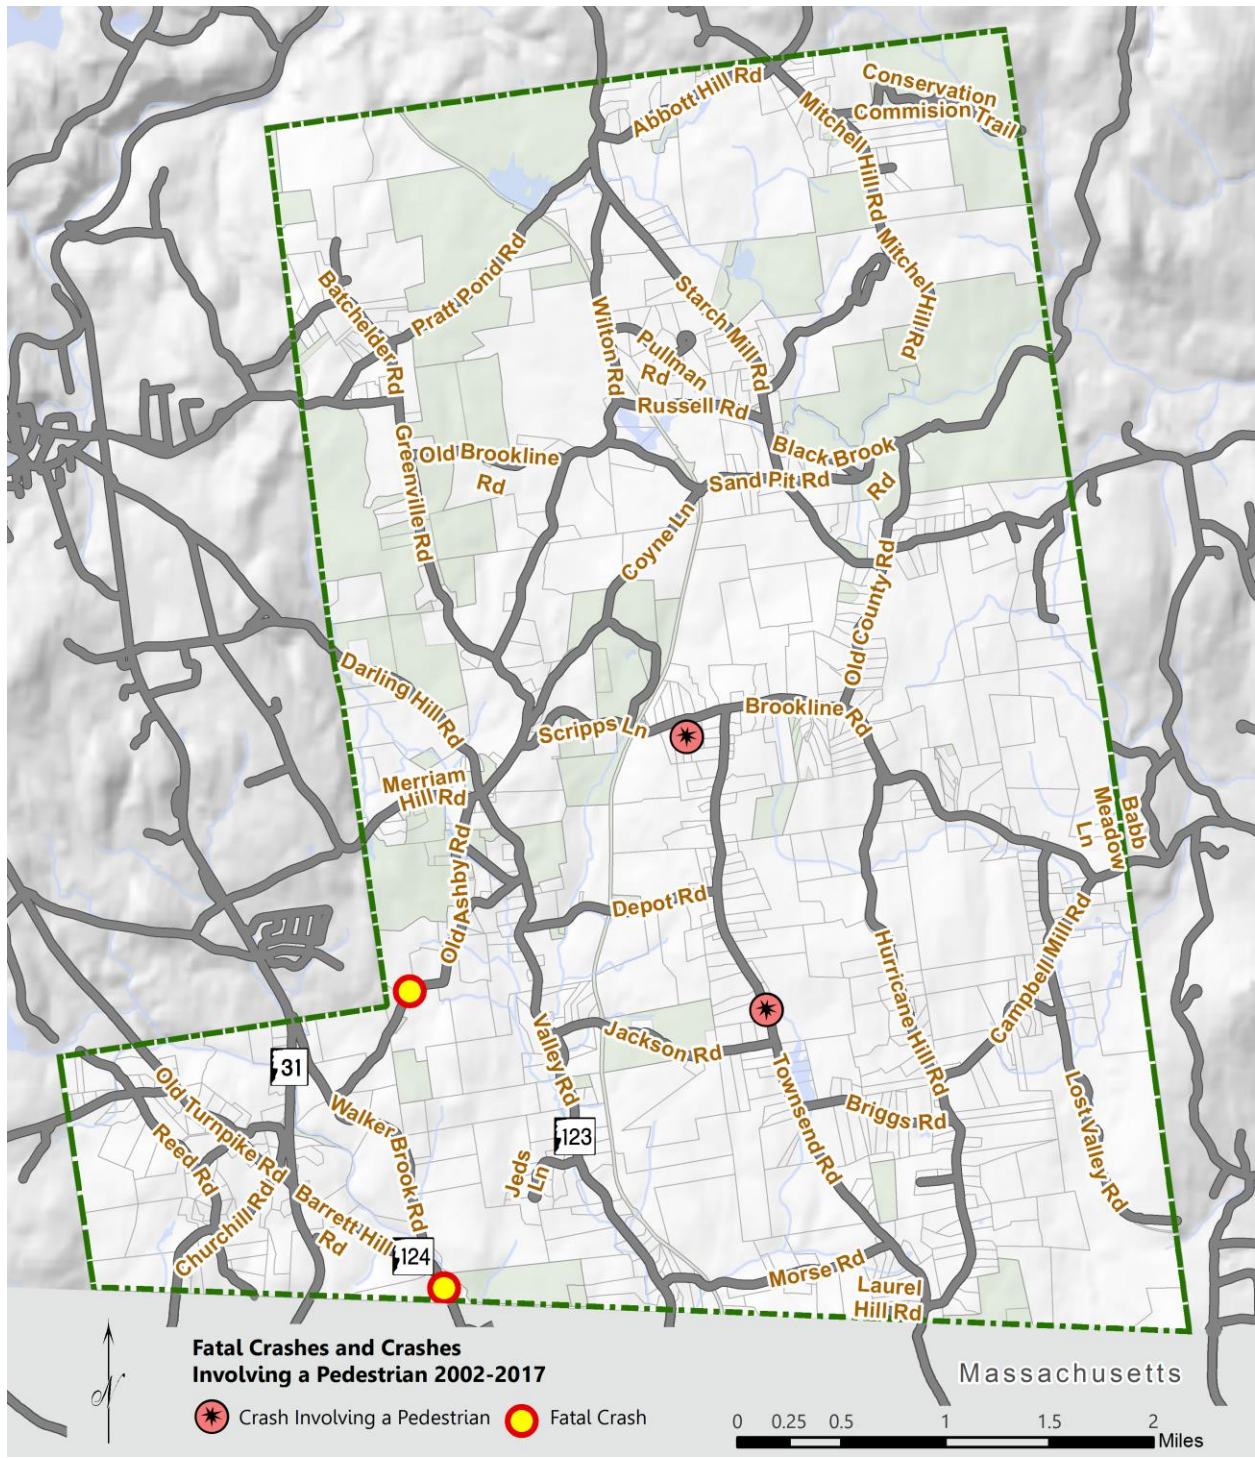 Conservation
Commision Trail
Abbott Hill Rd
Mitchell Hill Rd
Mitchel Hill Rd
Batchelder Rd
Pratt Pond Rd
Wilton Rd
Starch Mill Rd
Pullman
Rd
Russell Rd
Greenville Rd
Old Brookline
Rd
Black Brook
Rd
Sand Pit Rd
Coyne Ln
Old County Rd
Darling Hill Rd
Scripps Ln
Brookline Rd
Merriam
Hill Rd
Babb
Meadow
Ln
Old Ashby Rd
Depot Rd
Hurricane Hill Rd
Campbell Mill Rd
Valley Rd
Jackson Rd
31
Old Turnpike Rd
Walker Brook Rd
Townsend Rd
Briggs Rd
Lost Valley Rd
Reed Rd
123
Jeds
Ln
Churchill Rd
Barrett Hill
Rd
124
Morse Rd
Laurel
Hill Rd
N
Fatal Crashes and Crashes
Involving a Pedestrian 2002-2017
Crash Involving a Pedestrian
Fatal Crash
Massachusetts
0 0.25 0.5 1 1.5 2
Miles